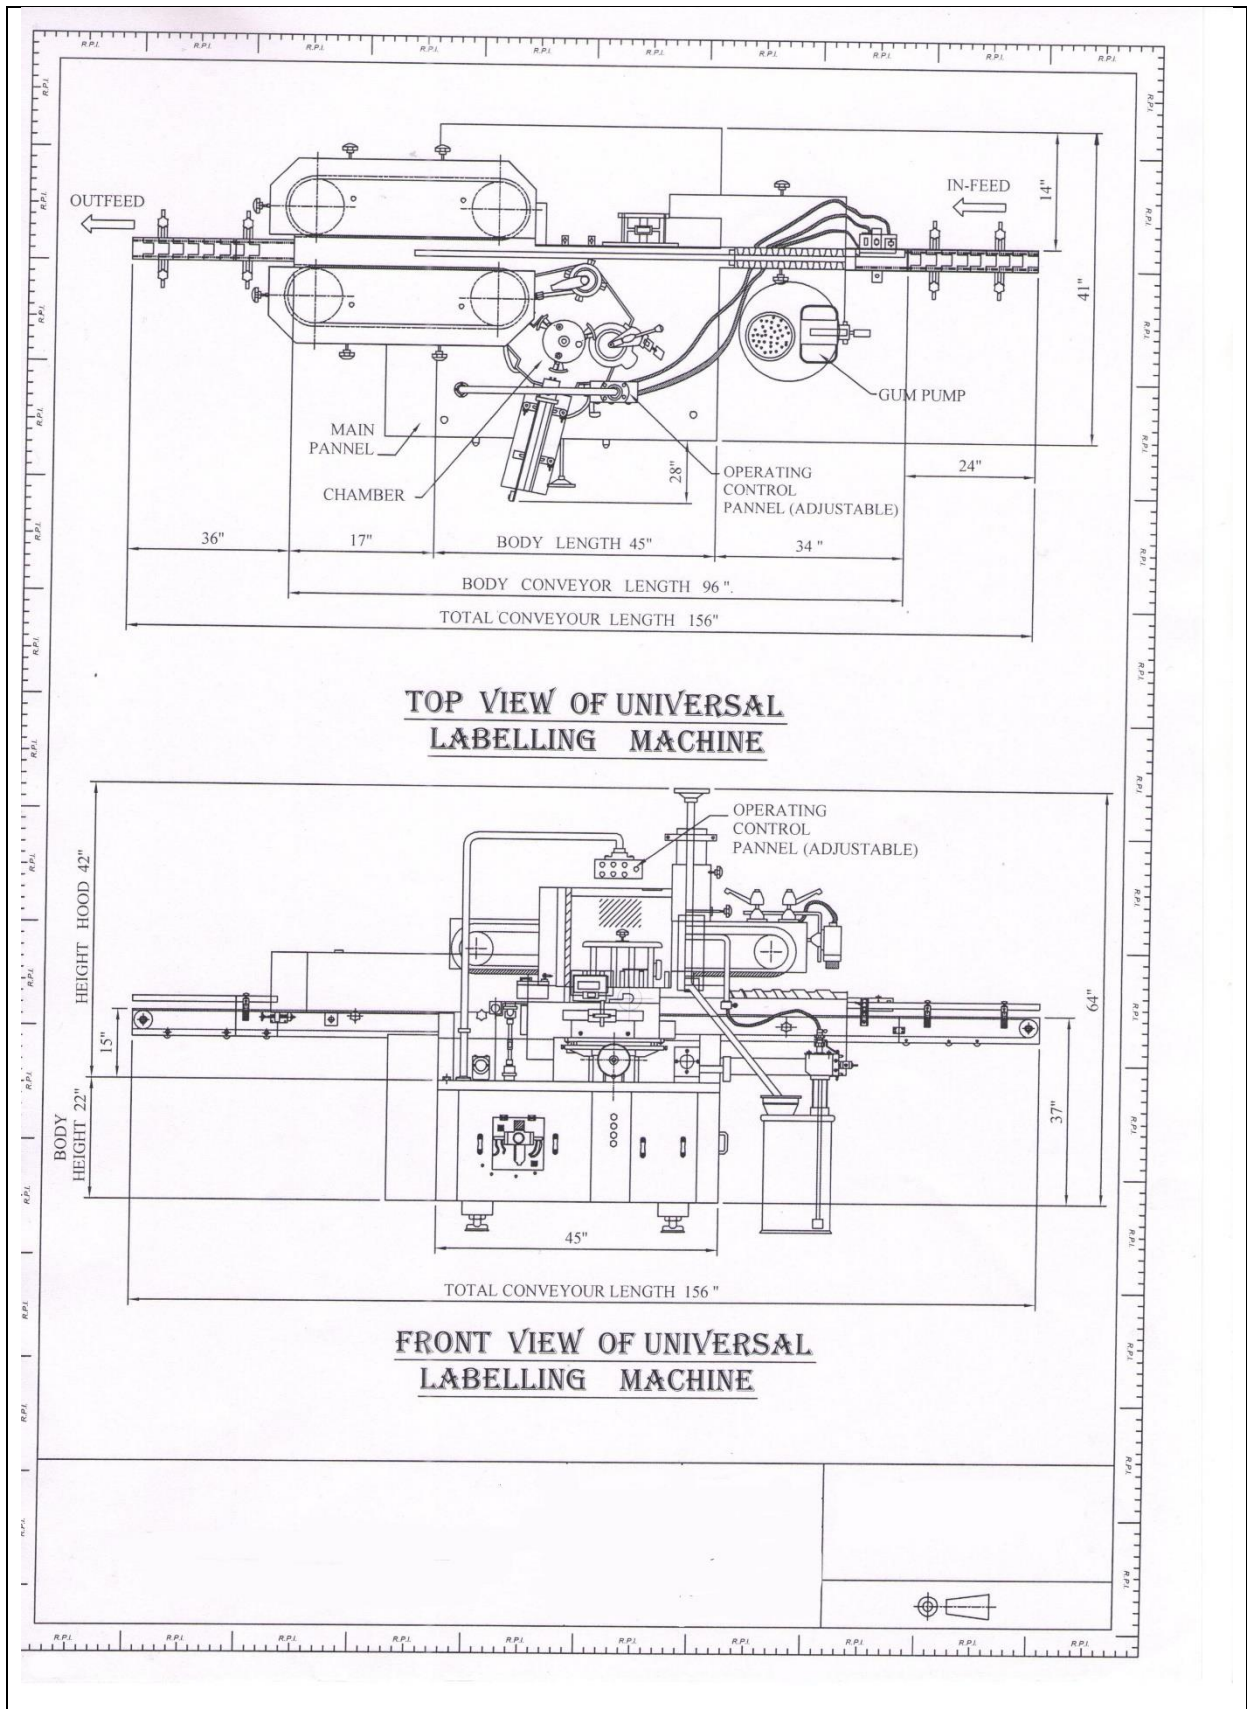 R.P.I. R.P.I. R.P.I. R.P.I. R.P.I. R.P.I. R.P.I. R.P.I. R.P.I.
OUTFEED
IN-FEED
14"
41"
GUM PUMP
MAIN
PANNEL
CHAMBER
28"
OPERATING
CONTROL
PANNEL (ADJUSTABLE)
24"
36"
17"
BODY LENGTH 45"
34 "
BODY CONVEYOR LENGTH 96 ".
TOTAL CONVEYOUR LENGTH 156"
TOP VIEW OF UNIVERSAL
LABELLING MACHINE
OPERATING
CONTROL
PANNEL (ADJUSTABLE)
HEIGHT HOOD 42"
15"
BODY
HEIGHT 22"
64"
37"
45"
TOTAL CONVEYOUR LENGTH 156 "
FRONT VIEW OF UNIVERSAL
LABELLING MACHINE
R.P.I. R.P.I. R.P.I. R.P.I. R.P.I. R.P.I. R.P.I. R.P.I. R.P.I. R.P.I.